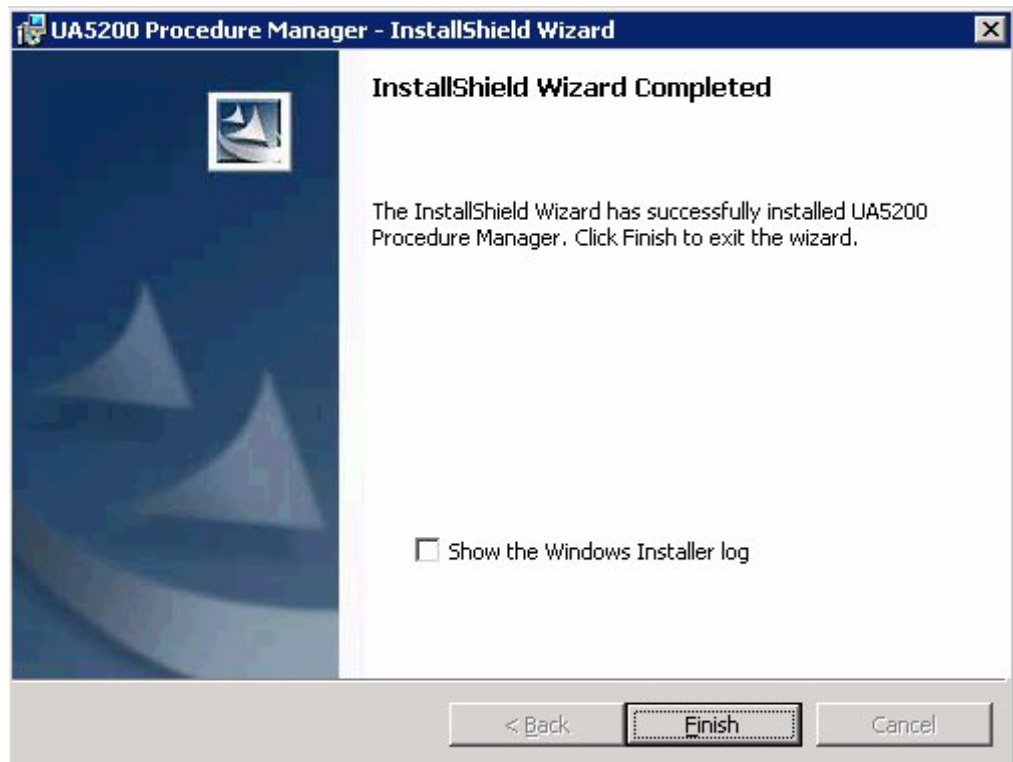 UA5200 Procedure Manager - InstallShield Wizard
InstallShield Wizard Completed
The InstallShield Wizard has successfully installed UA5200
Procedure Manager. Click Finish to exit the wizard.
Show the Windows Installer log
< Back
Finish
Cancel